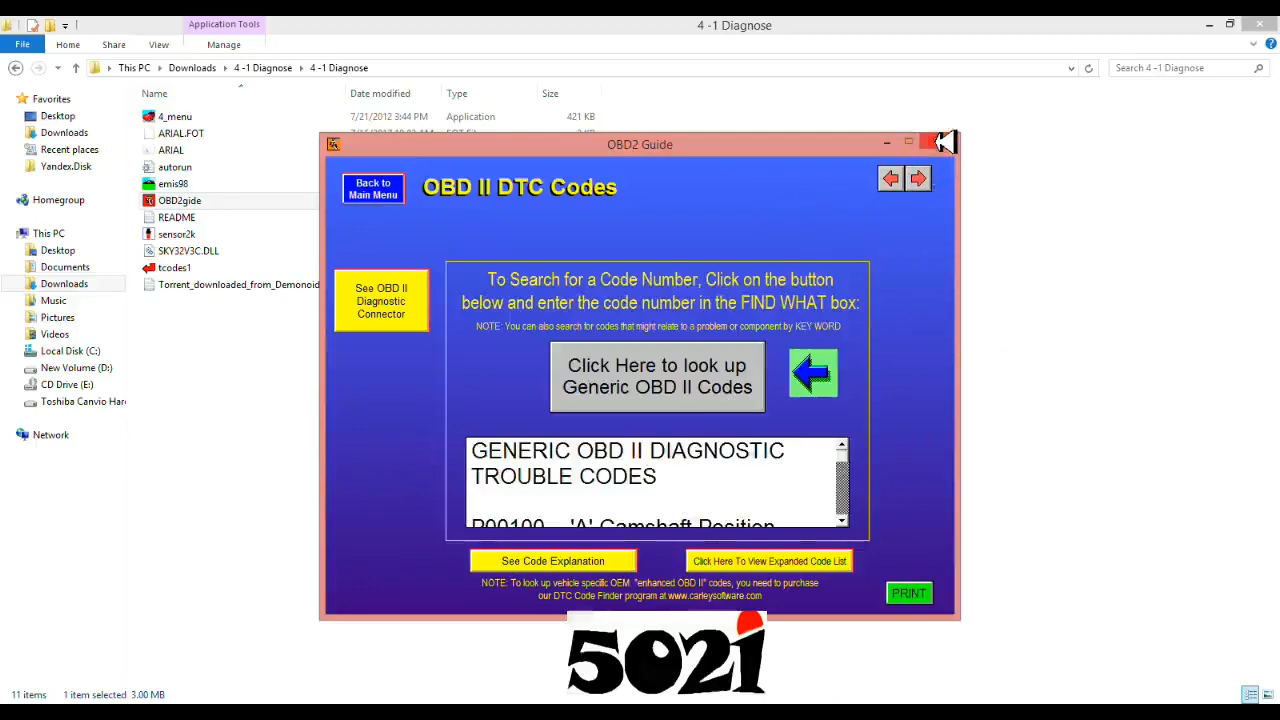 Application Tools
4 -1 Diagnose
File
Home
Share
View
Manage
This PC
Downloads
4 -1 Diagnose
4 -1 Diagnose
Search 4 -1 Diagnose
Name
Date modified
Type
Size
Favorites
Desktop
Downloads
Recent places
Yandex.Disk
Homegroup
This PC
Desktop
Documents
Downloads
Music
Pictures
Videos
Local Disk (C:)
New Volume (D:)
CD Drive (E:)
Toshiba Canvio Har
Network
4_menu
7/21/2012 3:44 PM
Application
421 KB
ARIAL.FOT
ARIAL
autorun
emis98
OBD2gide
README
sensor2k
SKY32V3C.DLL
tcodes1
Torrent_downloaded_from_Demonoid
OBD2 Guide
Back to
Main Menu
OBD II DTC Codes
See OBD II
Diagnostic
Connector
To Search for a Code Number, Click on the button
below and enter the code number in the FIND WHAT box:
NOTE: You can also search for codes that might relate to a problem or component by KEY WORD
Click Here to look up
Generic OBD II Codes
GENERIC OBD II DIAGNOSTIC
TROUBLE CODES
P00100 'A' Camshaft Position
See Code Explanation
Click Here To View Expanded Code List
NOTE: To look up vehicle specific OEM "enhanced OBD II" codes, you need to purchase
our DTC Code Finder program at www.carleysoftware.com
PRINT
5021
11 items
1 item selected 3.00 MB